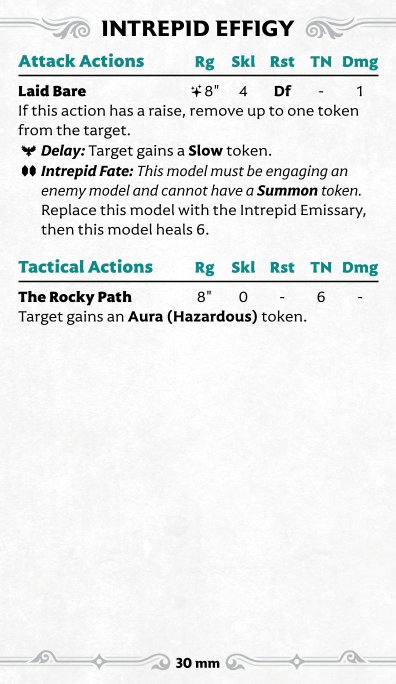 INTREPID EFFIGY
Attack Actions Rg Skl Rst TN Dmg
Laid Bare 8" 4 Df - 1
If this action has a raise, remove up to one token
from the target.
Delay: Target gains a Slow token.
Intrepid Fate: This model must be engaging an
enemy model and cannot have a Summon token.
Replace this model with the Intrepid Emissary,
then this model heals 6.
Tactical Actions Rg Skl Rst TN Dmg
The Rocky Path 8" 0 - 6 -
Target gains an Aura (Hazardous) token.
30 mm